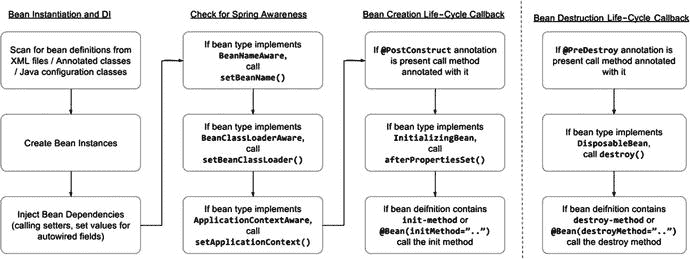 Bean Instantiation and DI
Scan for bean definitions from
XML files / Annotated classes
/ Java configuration classes
Create Bean Instances
Inject Bean Dependencies
(calling setters, set values for
autowired fields)
Check for Spring Awareness
If bean type implements
BeanNameAware,
call
setBeanName()
If bean type implements
BeanClassLoaderAware,
call
setBeanClassLoader()
If bean type implements
ApplicationContextAware,
call
setApplicationContext()
Bean Creation Life-Cycle Callback
If @PostConstruct annotation
is present call method
annotated with it
If bean type implements
InitializingBean,
call
afterPropertiesSet()
If bean deifnition contains
init-method or
@Bean(initMethod="..")
call the init method
Bean Destruction Life-Cycle Callback
If @PreDestroy annotation is
present call method annotated
with it
If bean type implements
DisposableBean,
call destroy()
If bean deifnition contains
destroy-method or
@Bean(destroyMethod="..")
call the destroy method